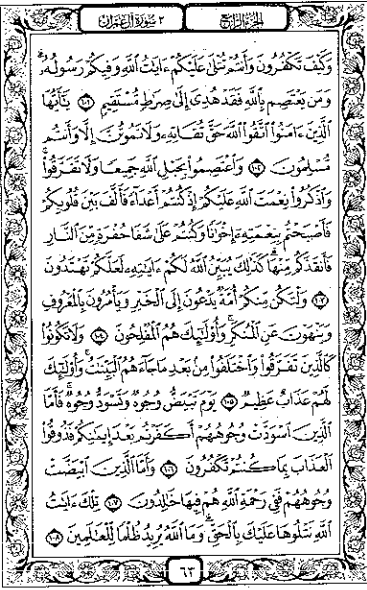 الجزء الرابع
٣ سورة آل عمران
وَكَيْفَ تَكْفُرُونَ وَأَنتُمْ تُتْلَىٰ عَلَيْكُمْ ءَايَٰتُ ٱللَّهِ وَفِيكُمْ رَسُولُهُۥ ۗ
وَمَن يَعْتَصِم بِٱللَّهِ فَقَدْ هُدِىَ إِلَىٰ صِرَٰطٍ مُّسْتَقِيمٍ ١٠١ يَٰٓأَيُّهَا
ٱلَّذِينَ ءَامَنُوا۟ ٱتَّقُوا۟ ٱللَّهَ حَقَّ تُقَاتِهِۦ وَلَا تَمُوتُنَّ إِلَّا وَأَنتُم
مُّسْلِمُونَ ١٠٢ وَٱعْتَصِمُوا۟ بِحَبْلِ ٱللَّهِ جَمِيعًا وَلَا تَفَرَّقُوا۟ ۚ
وَٱذْكُرُوا۟ نِعْمَتَ ٱللَّهِ عَلَيْكُمْ إِذْ كُنتُمْ أَعْدَآءً فَأَلَّفَ بَيْنَ قُلُوبِكُمْ
فَأَصْبَحْتُم بِنِعْمَتِهِۦٓ إِخْوَٰنًا وَكُنتُمْ عَلَىٰ شَفَا حُفْرَةٍ مِّنَ ٱلنَّارِ
فَأَنقَذَكُم مِّنْهَا ۗ كَذَٰلِكَ يُبَيِّنُ ٱللَّهُ لَكُمْ ءَايَٰتِهِۦ لَعَلَّكُمْ تَهْتَدُونَ
١٠٣ وَلْتَكُن مِّنكُمْ أُمَّةٌ يَدْعُونَ إِلَى ٱلْخَيْرِ وَيَأْمُرُونَ بِٱلْمَعْرُوفِ
وَيَنْهَوْنَ عَنِ ٱلْمُنكَرِ ۚ وَأُو۟لَٰٓئِكَ هُمُ ٱلْمُفْلِحُونَ ١٠٤ وَلَا تَكُونُوا۟
كَٱلَّذِينَ تَفَرَّقُوا۟ وَٱخْتَلَفُوا۟ مِنۢ بَعْدِ مَا جَآءَهُمُ ٱلْبَيِّنَٰتُ ۚ وَأُو۟لَٰٓئِكَ
لَهُمْ عَذَابٌ عَظِيمٌ ١٠٥ يَوْمَ تَبْيَضُّ وُجُوهٌ وَتَسْوَدُّ وُجُوهٌ ۚ فَأَمَّا
ٱلَّذِينَ ٱسْوَدَّتْ وُجُوهُهُمْ أَكَفَرْتُم بَعْدَ إِيمَٰنِكُمْ فَذُوقُوا۟
ٱلْعَذَابَ بِمَا كُنتُمْ تَكْفُرُونَ ١٠٦ وَأَمَّا ٱلَّذِينَ ٱبْيَضَّتْ
وُجُوهُهُمْ فَفِى رَحْمَةِ ٱللَّهِ هُمْ فِيهَا خَٰلِدُونَ ١٠٧ تِلْكَ ءَايَٰتُ
ٱللَّهِ نَتْلُوهَا عَلَيْكَ بِٱلْحَقِّ ۗ وَمَا ٱللَّهُ يُرِيدُ ظُلْمًا لِّلْعَٰلَمِينَ ١٠٨
٦٣